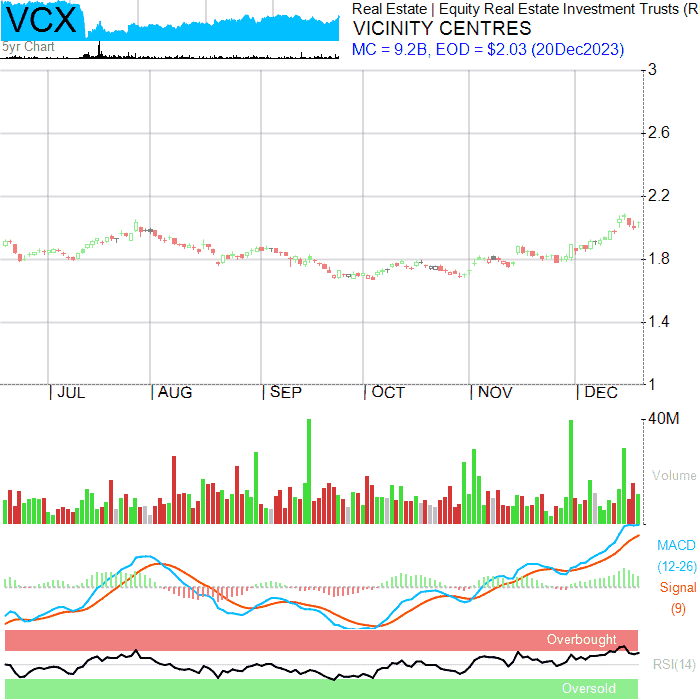 VCX
5yr Chart
Real Estate | Equity Real Estate Investment Trusts (R
VICINITY CENTRES
MC = 9.2B, EOD = $2.03 (20Dec2023)
3
2.6
2.2
1.8
1.4
1
JUL AUG SEP OCT NOV DEC
40M
Volume
MACD
(12-26)
Signal
(9)
Overbought
RSI(14)
Oversold